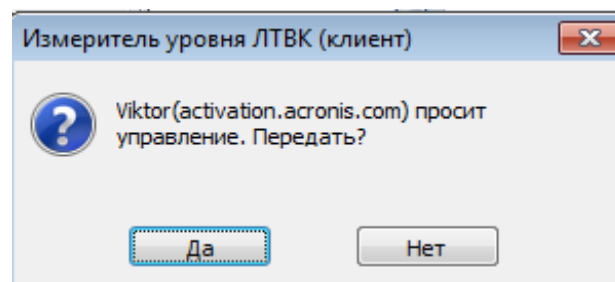 Измеритель уровня ЛТВК (клиент)
Viktor(activation.acronis.com) просит
управление. Передать?
Да
Нет